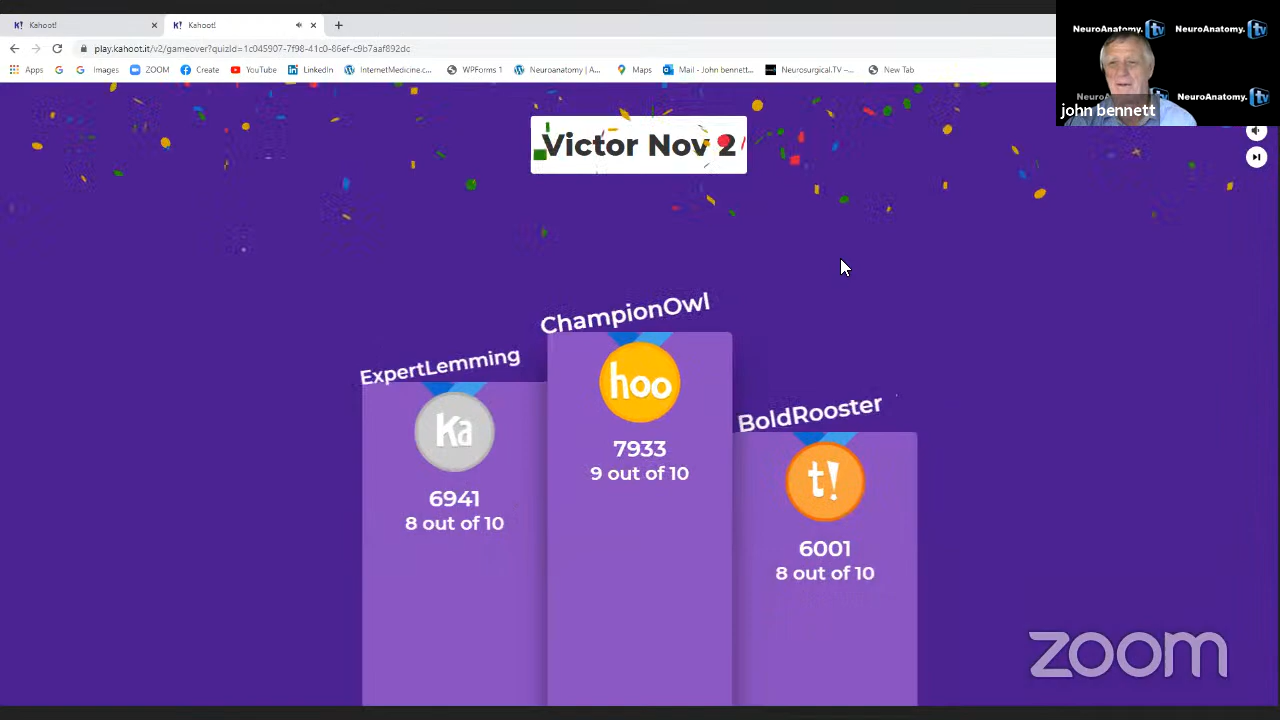 Kahoot!
Kahoot!
play.kahoot.it/v2/gameover?quizId=1c045907-7f98-41c0-86ef-c9b7aaf892dc
Apps
Images
ZOOM
Create
YouTube
LinkedIn
InternetMedicine.c...
WPForms 1
Neuroanatomy | A...
Maps
Mail - John bennett...
Neurosurgical.TV –...
New Tab
NeuroAnatomy.tv NeuroAnatomy.tv
NeuroAnatomy.tv
john bennett
Victor Nov 2
ChampionOwl
ExpertLemming
BoldRooster
hoo
Ka
t!
7933
9 out of 10
6941
8 out of 10
6001
8 out of 10
zoom